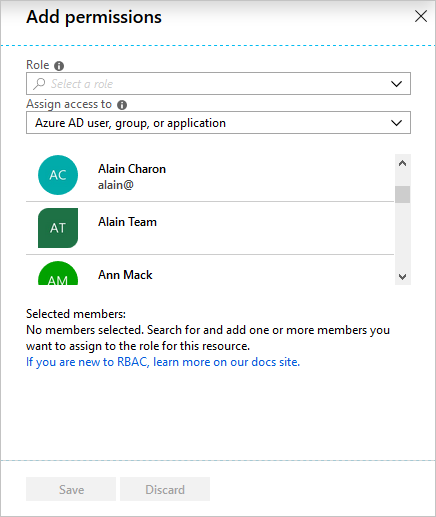 Add permissions
Role
Select a role
Assign access to
Azure AD user, group, or application
AC
Alain Charon
alain@
AT
Alain Team
AM
Ann Mack
Selected members:
No members selected. Search for and add one or more members you
want to assign to the role for this resource.
If you are new to RBAC, learn more on our docs site.
Save
Discard